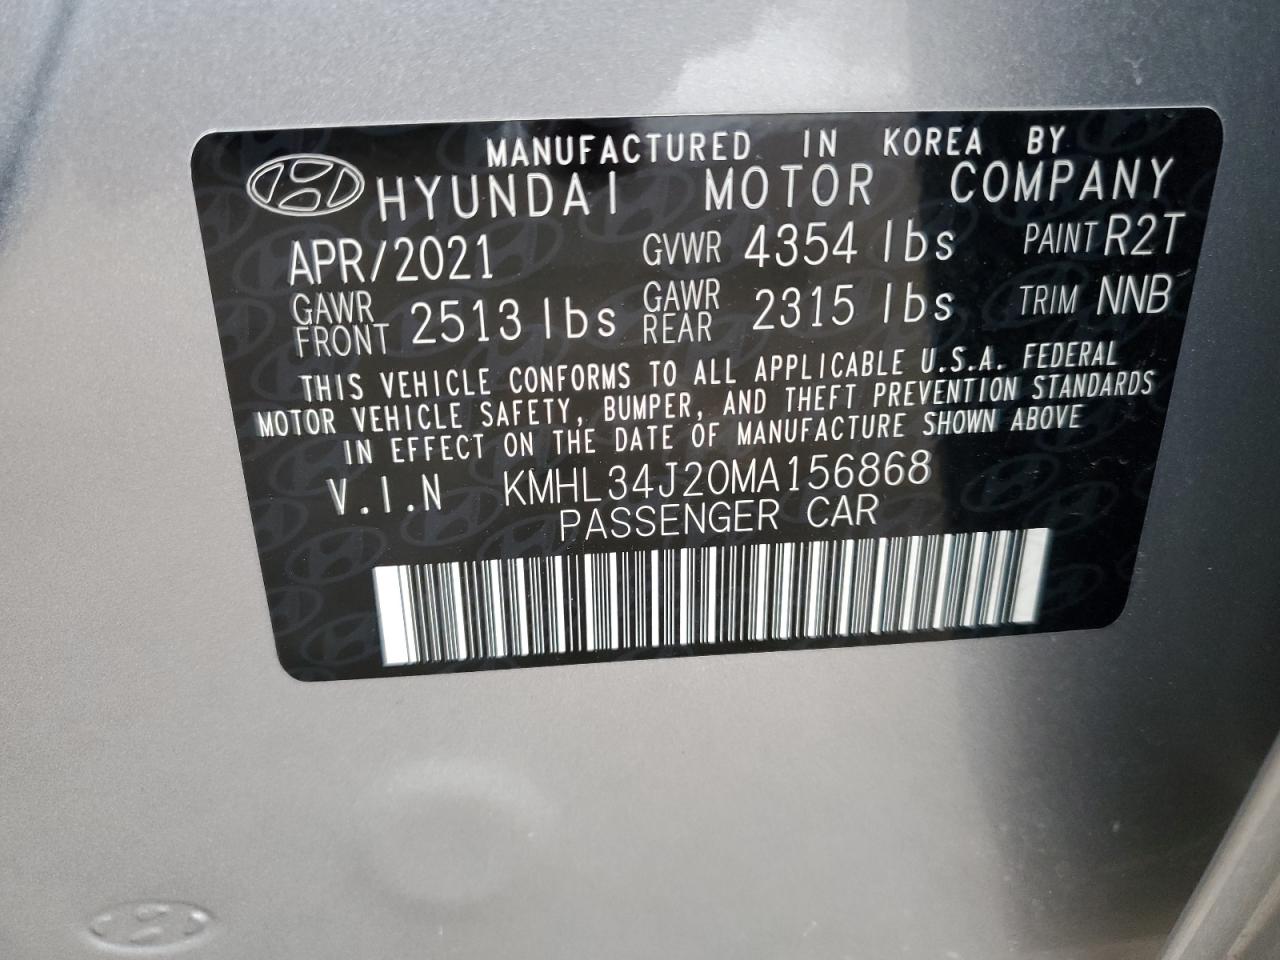 MANUFACTURED IN KOREA BY
HYUNDAI MOTOR COMPANY
APR/2021 GVWR 4354 lbs PAINT R2T
GAWR FRONT 2513 lbs GAWR REAR 2315 lbs TRIM NNB
THIS VEHICLE CONFORMS TO ALL APPLICABLE U.S.A. FEDERAL
MOTOR VEHICLE SAFETY, BUMPER, AND THEFT PREVENTION STANDARDS
IN EFFECT ON THE DATE OF MANUFACTURE SHOWN ABOVE
V.I.N KMHL34J20MA156868
PASSENGER CAR